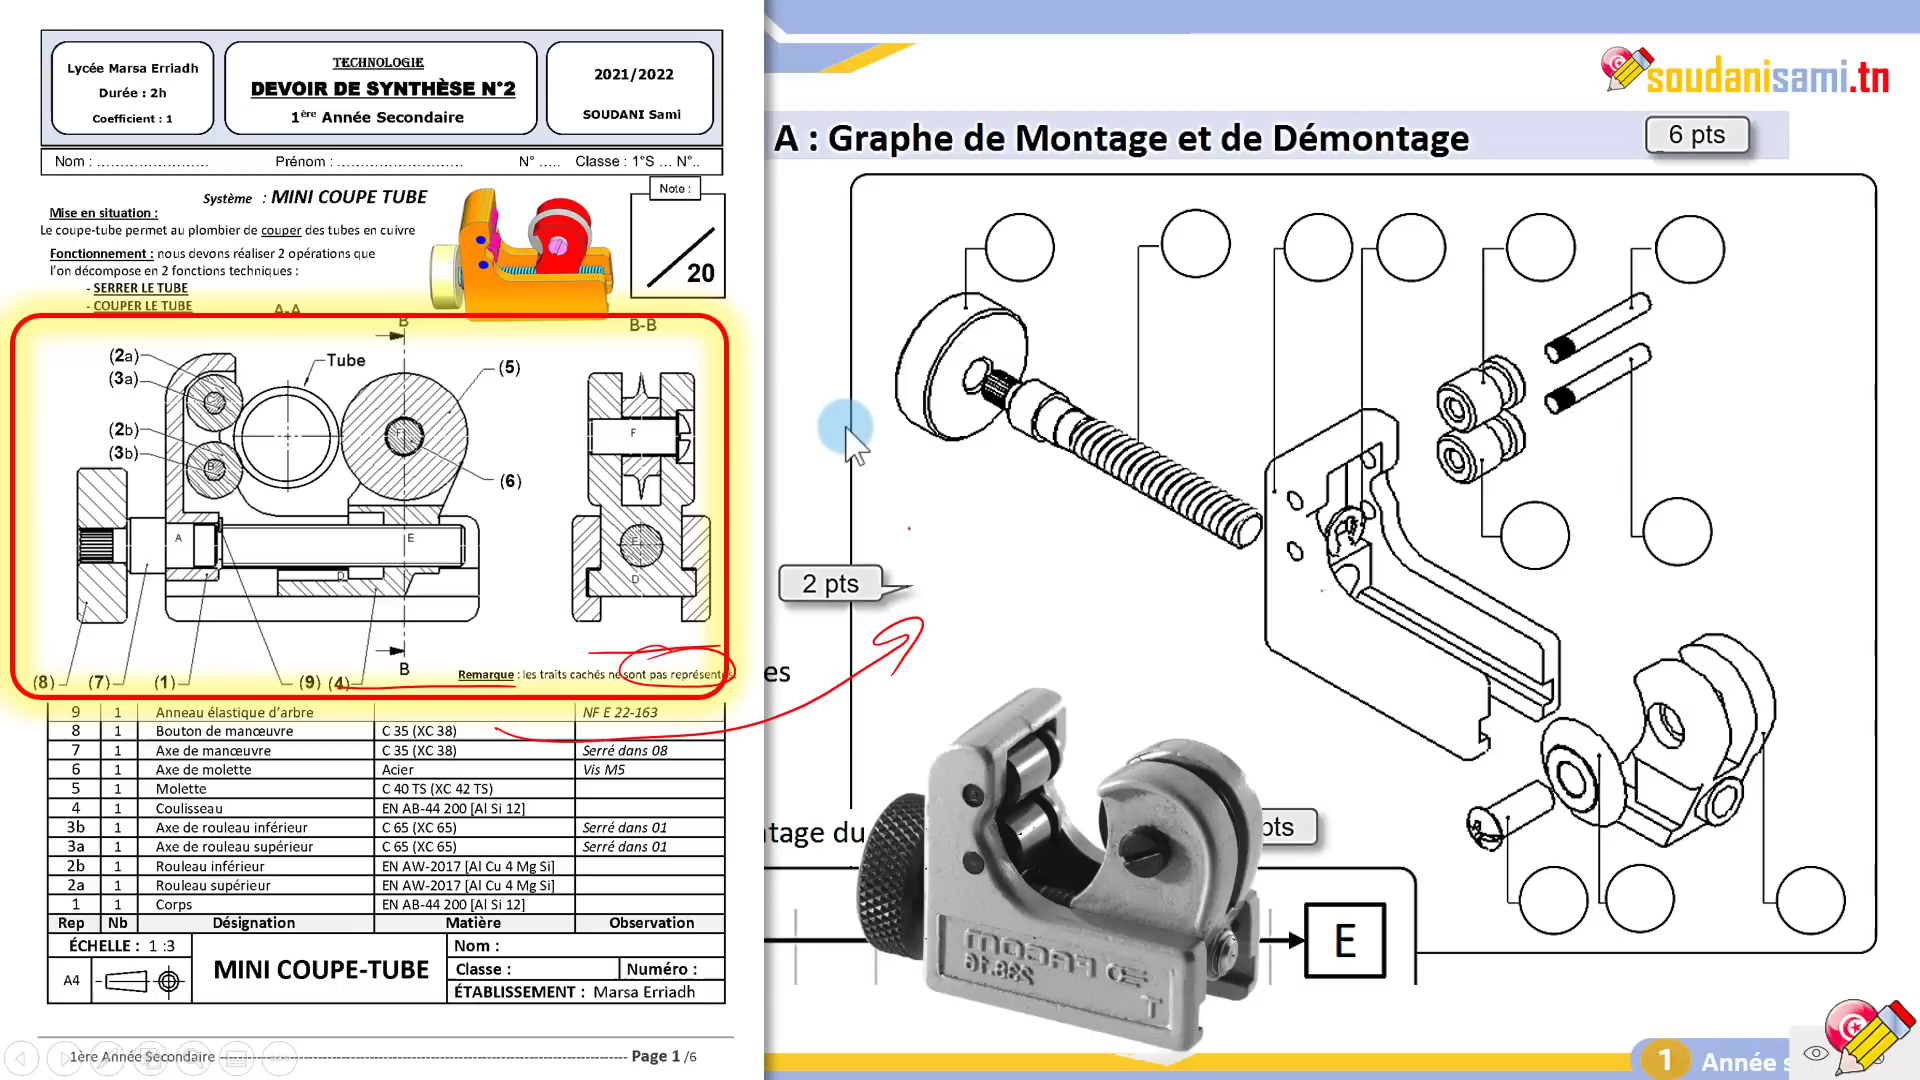 Lycée Marsa Erriadh
Durée : 2h
Coefficient : 1
TECHNOLOGIE
DEVOIR DE SYNTHÈSE N°2
1ère Année Secondaire
2021/2022
SOUDANI Sami
Nom : ........................ Prénom : ........................... N° ..... Classe : 1°S ... N°..
Système : MINI COUPE TUBE
Note :
20
Mise en situation :
Le coupe-tube permet au plombier de couper des tubes en cuivre
Fonctionnement : nous devons réaliser 2 opérations que
l'on décompose en 2 fonctions techniques :
- SERRER LE TUBE
- COUPER LE TUBE
A-A
B
B-B
(2a)
(3a)
(2b)
(3b)
Tube
(5)
(6)
F
F
B
A
E
E
D
D
B
(8) (7) (1) (9) (4)
Remarque : les traits cachés ne sont pas représentés.
9 1 Anneau élastique d'arbre NF E 22-163
8 1 Bouton de manœuvre C 35 (XC 38)
7 1 Axe de manœuvre C 35 (XC 38) Serré dans 08
6 1 Axe de molette Acier Vis M5
5 1 Molette C 40 TS (XC 42 TS)
4 1 Coulisseau EN AB-44 200 [Al Si 12]
3b 1 Axe de rouleau inférieur C 65 (XC 65) Serré dans 01
3a 1 Axe de rouleau supérieur C 65 (XC 65) Serré dans 01
2b 1 Rouleau inférieur EN AW-2017 [Al Cu 4 Mg Si]
2a 1 Rouleau supérieur EN AW-2017 [Al Cu 4 Mg Si]
1 1 Corps EN AB-44 200 [Al Si 12]
Rep Nb Désignation Matière Observation
ÉCHELLE : 1 :3
A4
MINI COUPE-TUBE
Nom :
Classe : Numéro :
ÉTABLISSEMENT : Marsa Erriadh
1ère Année Secondaire Page 1 /6
soudanisami.tn
A : Graphe de Montage et de Démontage
6 pts
2 pts
es
ntage du
pts
E
FACOM
238.16
T
1 Année s